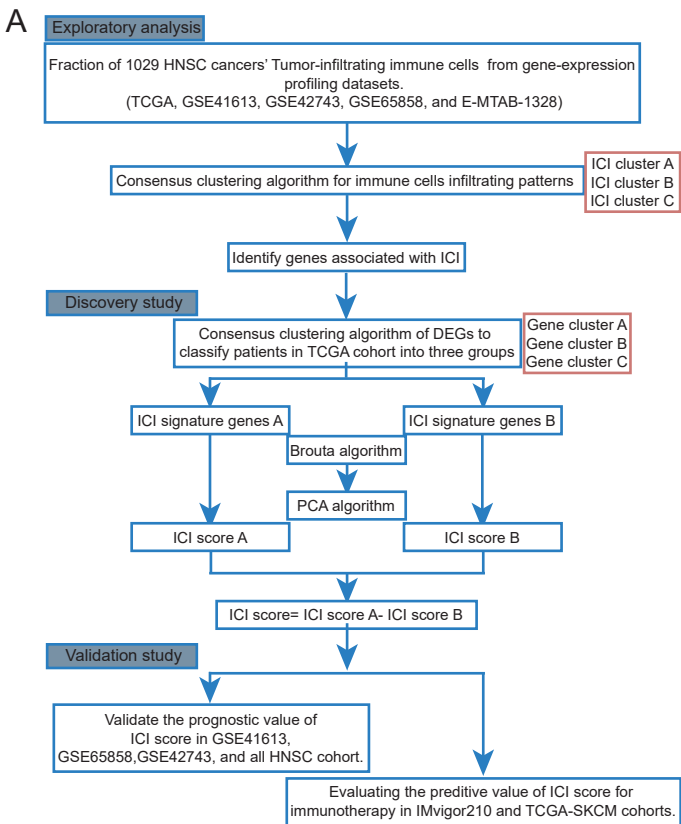 A
Exploratory analysis
Fraction of 1029 HNSC cancers' Tumor-infiltrating immune cells from gene-expression
profiling datasets.
(TCGA, GSE41613, GSE42743, GSE65858, and E-MTAB-1328)
Consensus clustering algorithm for immune cells infiltrating patterns
ICI cluster A
ICI cluster B
ICI cluster C
Identify genes associated with ICI
Discovery study
Consensus clustering algorithm of DEGs to
classify patients in TCGA cohort into three groups
Gene cluster A
Gene cluster B
Gene cluster C
ICI signature genes A
ICI signature genes B
Brouta algorithm
PCA algorithm
ICI score A
ICI score B
ICI score= ICI score A- ICI score B
Validation study
Validate the prognostic value of
ICI score in GSE41613,
GSE65858,GSE42743, and all HNSC cohort.
Evaluating the preditive value of ICI score for
immunotherapy in IMvigor210 and TCGA-SKCM cohorts.